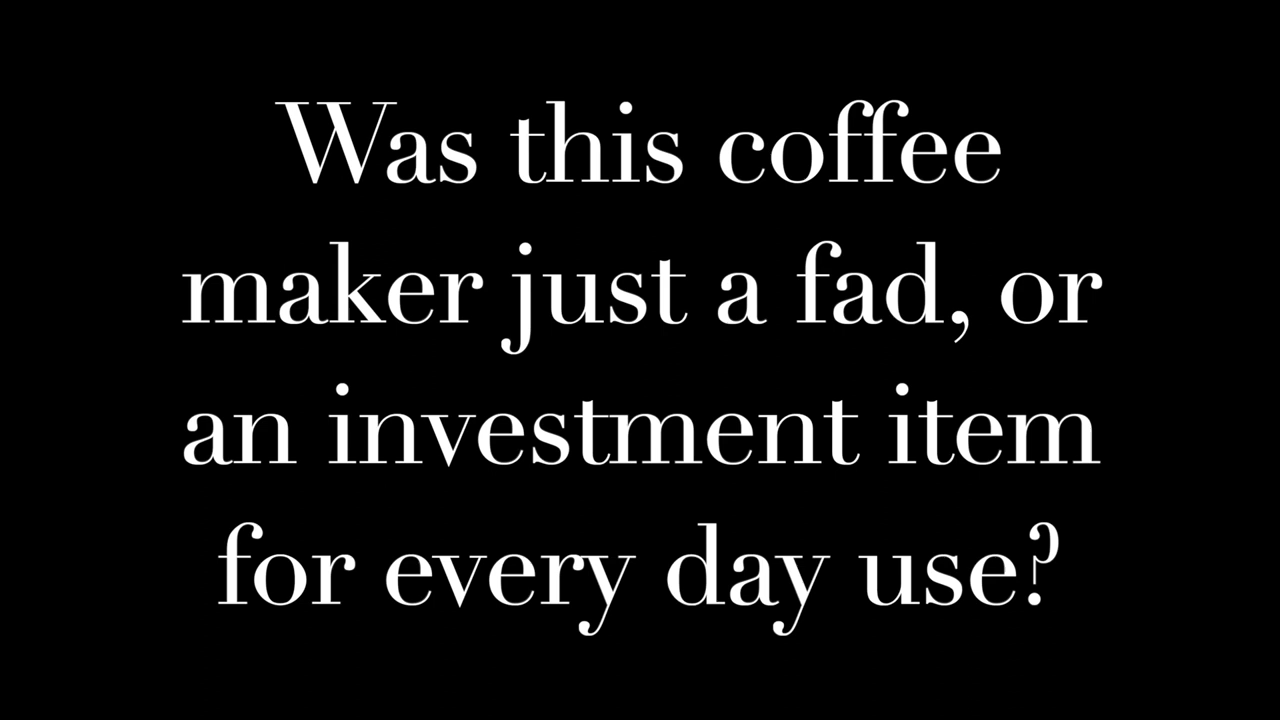 Was this coffee
maker just a fad, or
an investment item
for every day use?